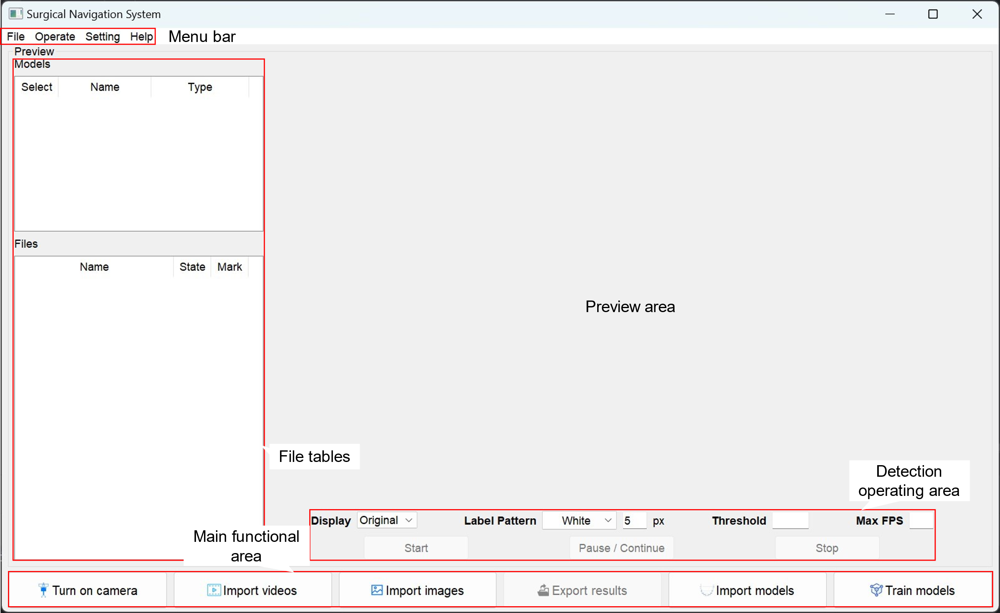 Surgical Navigation System
File Operate Setting Help Menu bar
Preview
Models
Select Name Type
Files
Name State Mark
Preview area
File tables
Detection
operating area
Display Original Label Pattern White 5 px Threshold Max FPS
Main functional
area
Start Pause / Continue Stop
Turn on camera Import videos Import images Export results Import models Train models